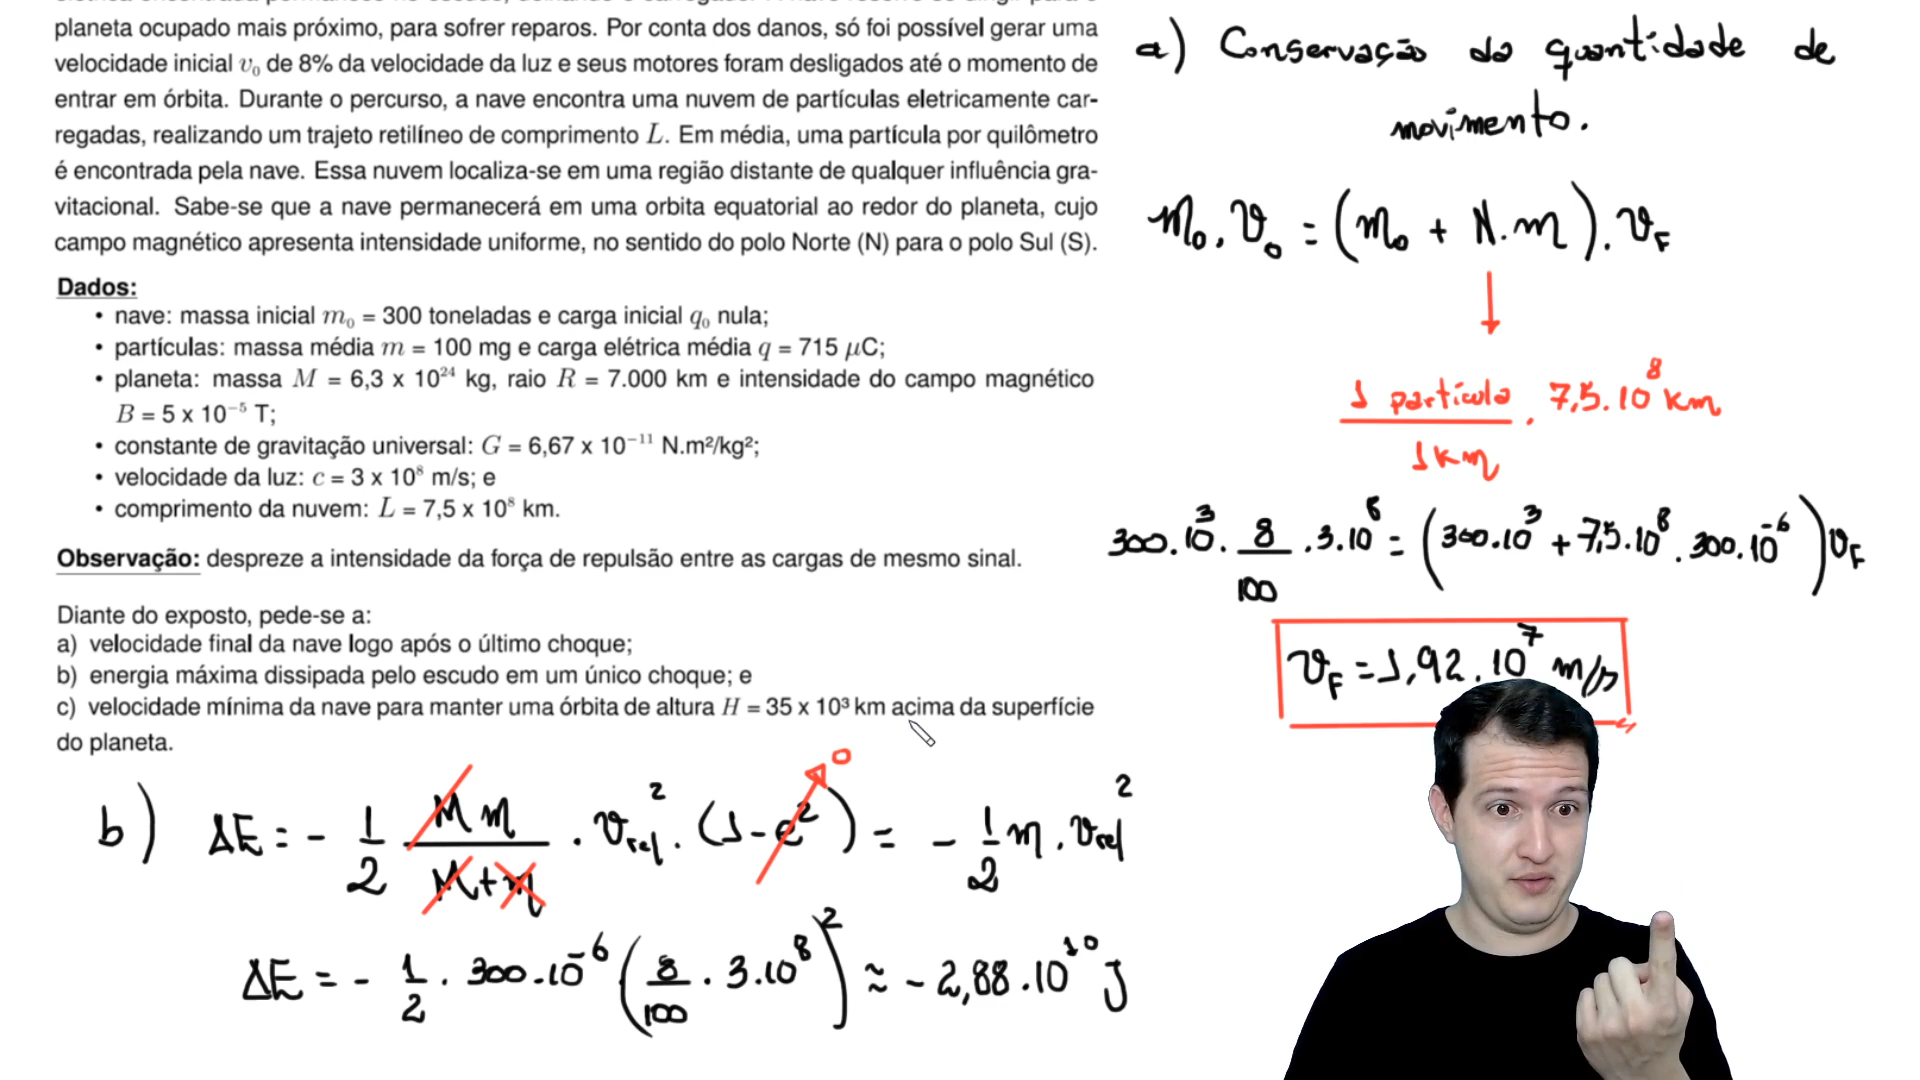 planeta ocupado mais próximo, para sofrer reparos. Por conta dos danos, só foi possível gerar uma
velocidade inicial v₀ de 8% da velocidade da luz e seus motores foram desligados até o momento de
entrar em órbita. Durante o percurso, a nave encontra uma nuvem de partículas eletricamente car-
regadas, realizando um trajeto retilíneo de comprimento L. Em média, uma partícula por quilômetro
é encontrada pela nave. Essa nuvem localiza-se em uma região distante de qualquer influência gra-
vitacional. Sabe-se que a nave permanecerá em uma orbita equatorial ao redor do planeta, cujo
campo magnético apresenta intensidade uniforme, no sentido do polo Norte (N) para o polo Sul (S).
Dados:
• nave: massa inicial m₀ = 300 toneladas e carga inicial q₀ nula;
• partículas: massa média m = 100 mg e carga elétrica média q = 715 μC;
• planeta: massa M = 6,3 x 10²⁴ kg, raio R = 7.000 km e intensidade do campo magnético
B = 5 x 10⁻⁵ T;
• constante de gravitação universal: G = 6,67 x 10⁻¹¹ N.m²/kg²;
• velocidade da luz: c = 3 x 10⁸ m/s; e
• comprimento da nuvem: L = 7,5 x 10⁸ km.
Observação: despreze a intensidade da força de repulsão entre as cargas de mesmo sinal.
Diante do exposto, pede-se a:
a) velocidade final da nave logo após o último choque;
b) energia máxima dissipada pelo escudo em um único choque; e
c) velocidade mínima da nave para manter uma órbita de altura H = 35 x 10³ km acima da superfície
do planeta.
a) Conservação da quantidade de
movimento.
m₀.v₀ = (m₀ + N.m).v_F
1 partícula . 7,5.10⁸ km
1 km
300.10³. 8/100 .3.10⁸ = (300.10³ + 7,5.10⁸ . 300.10⁻⁶) v_F
v_F = 1,92.10⁷ m/s
b) ΔE = - 1/2 Mm/(M+m) . v_rel². (1-e²) = - 1/2 m . v_rel²
0
ΔE = - 1/2 . 300.10⁻⁶ (8/100 . 3.10⁸)² ≈ - 2,88.10¹⁰ J